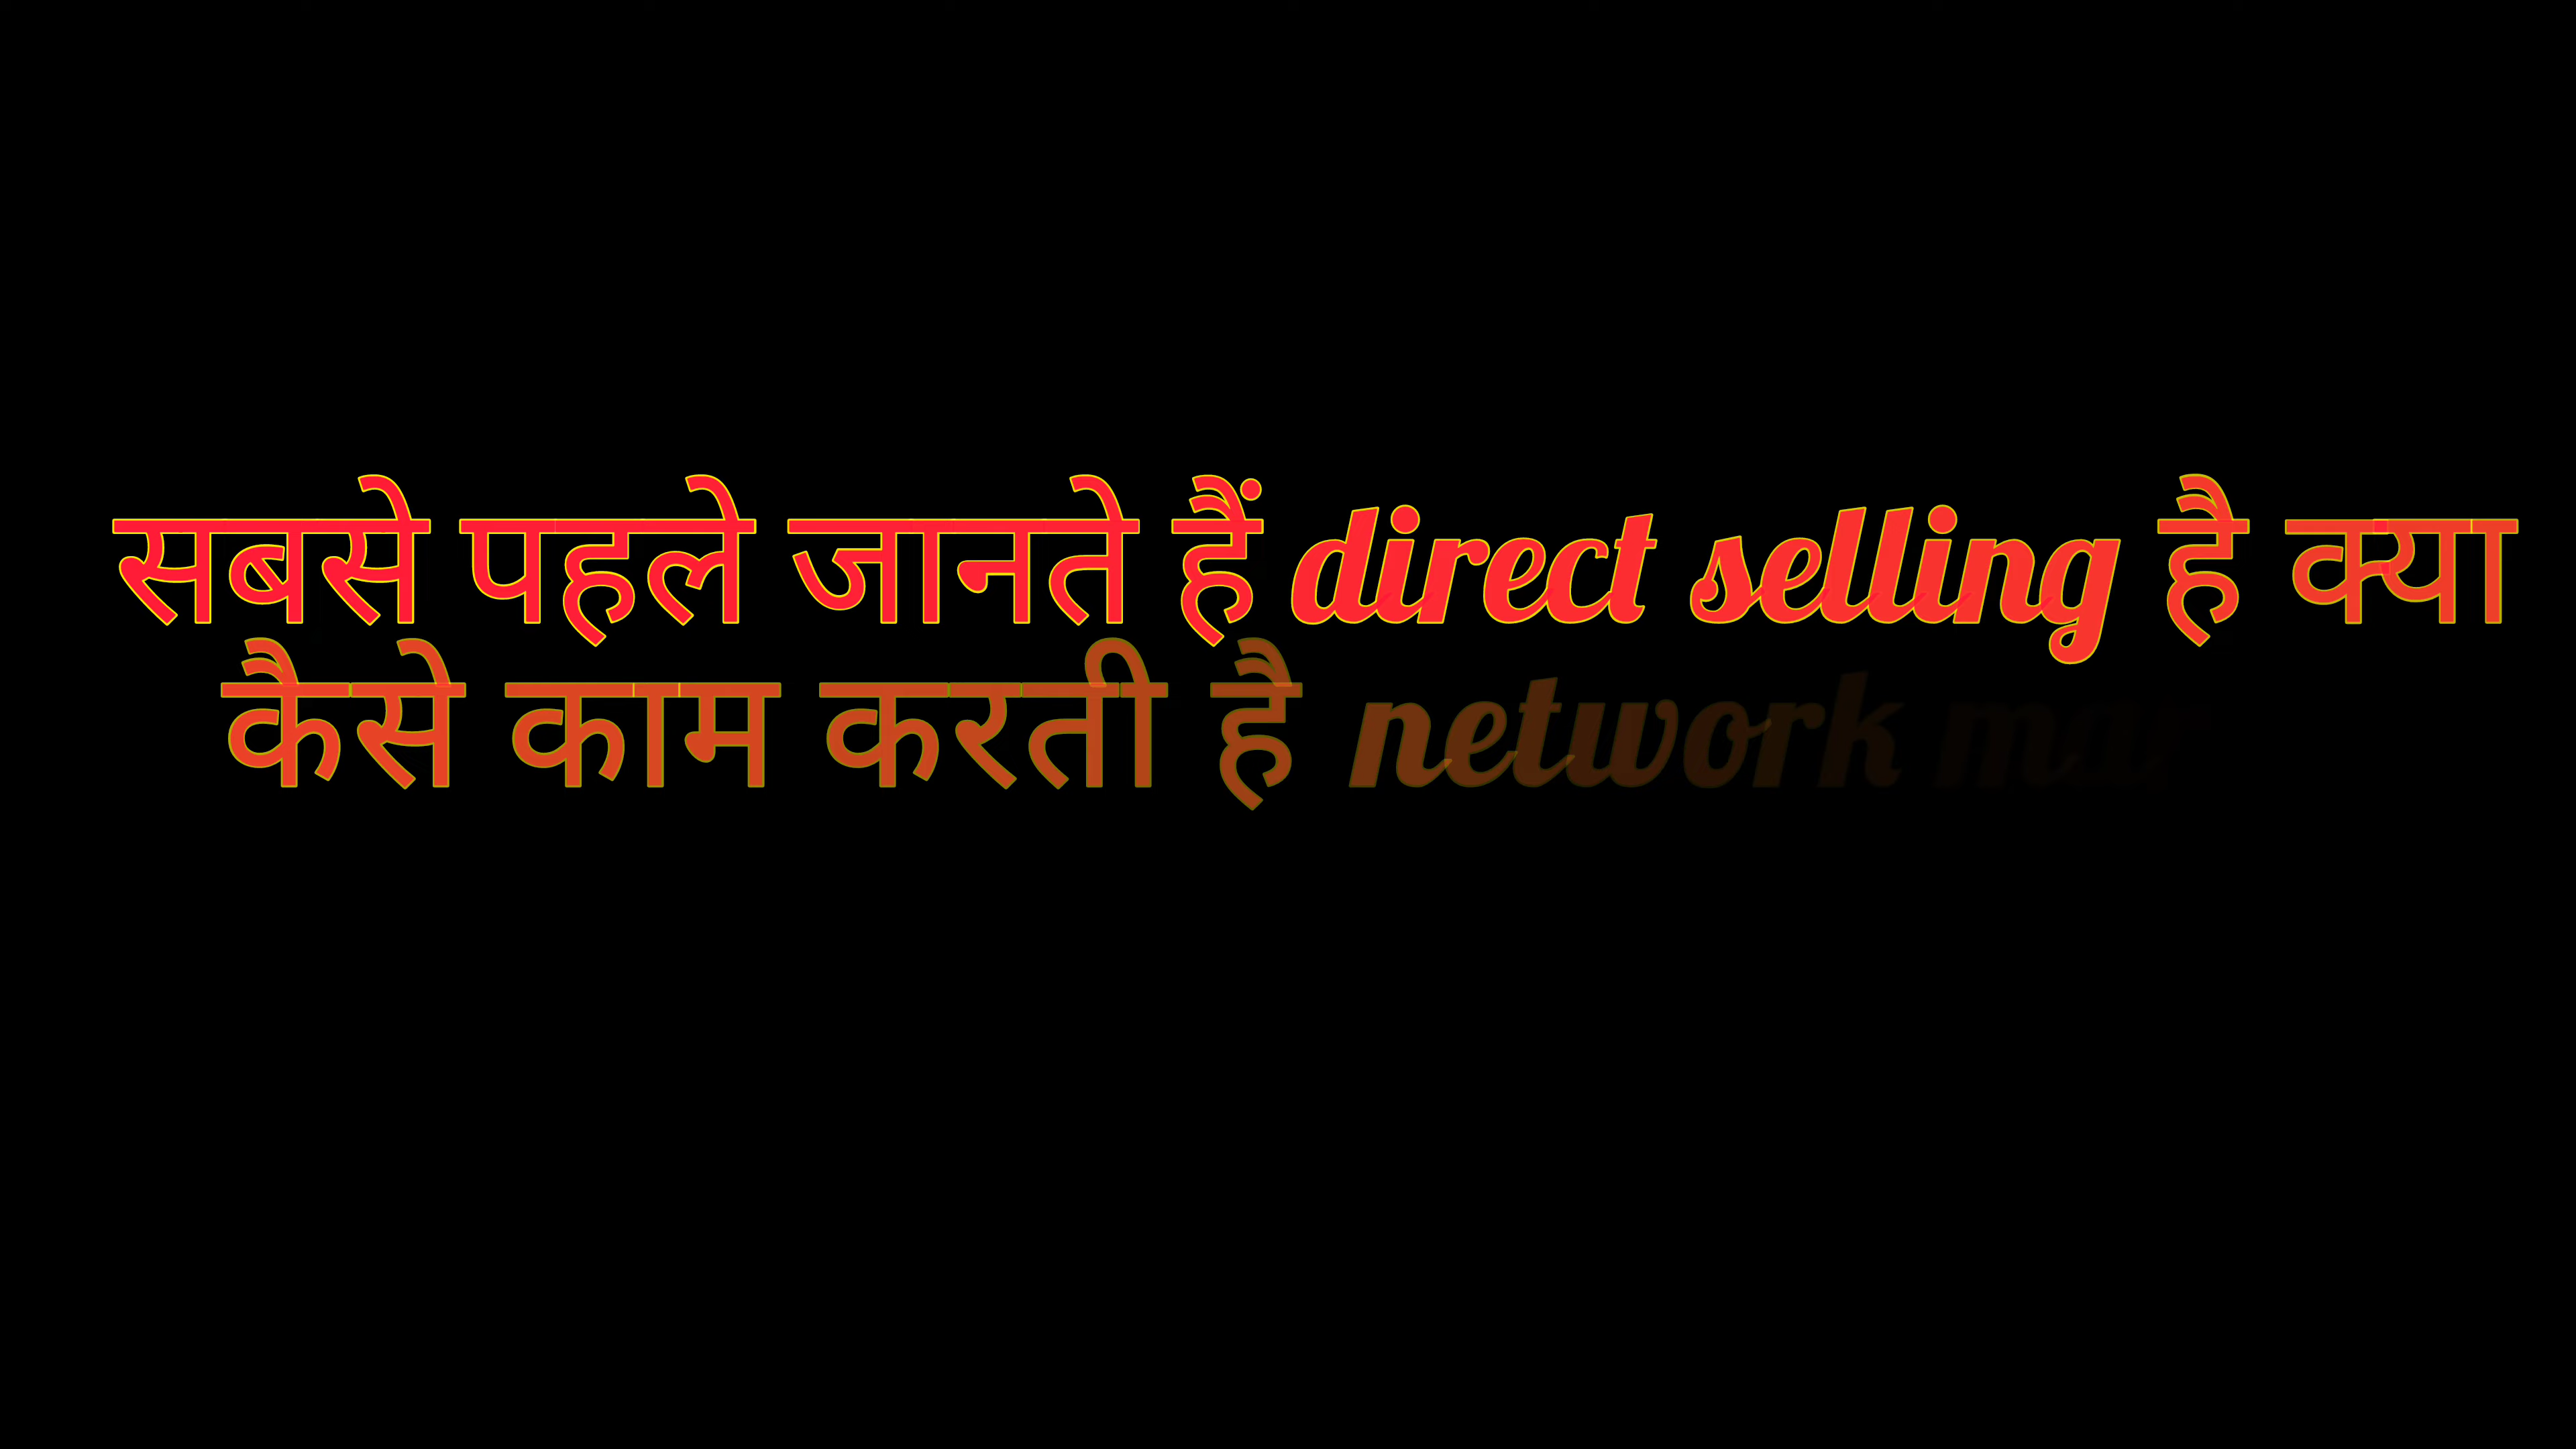 सबसे पहले जानते हैं direct selling है क्या
कैसे काम करती है network